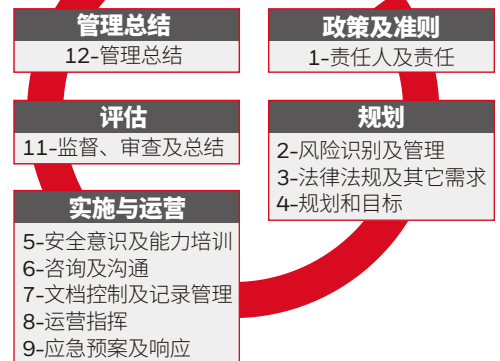 管理总结
12-管理总结
政策及准则
1-责任人及责任
评估
11-监督、审查及总结
规划
2-风险识别及管理
3-法律法规及其它需求
4-规划和目标
实施与运营
5-安全意识及能力培训
6-咨询及沟通
7-文档控制及记录管理
8-运营指挥
9-应急预案及响应